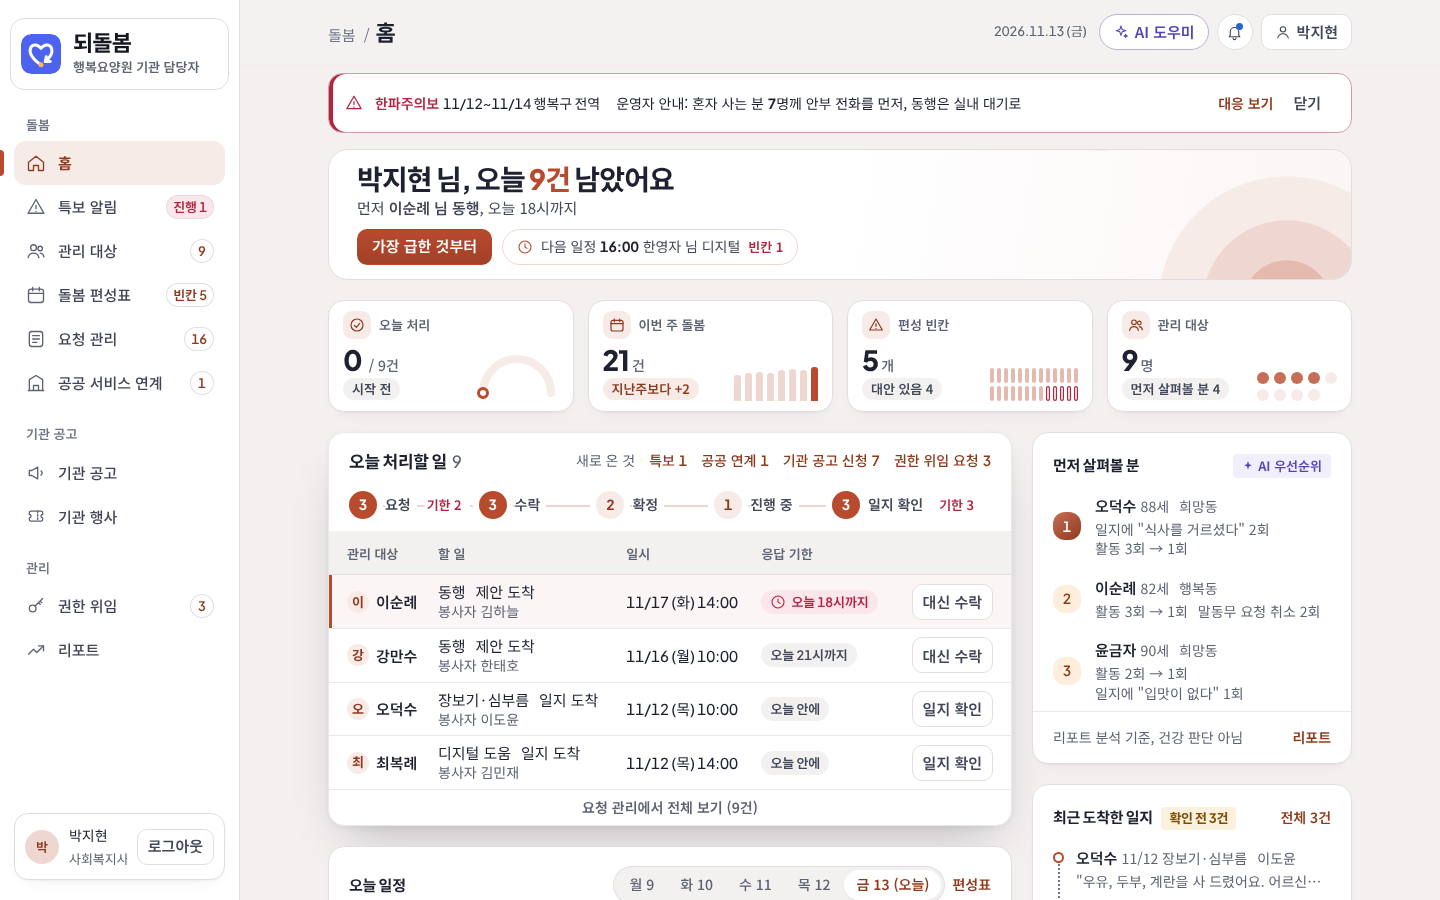 되돌봄
행복요양원 기관 담당자
돌봄
홈
특보 알림 진행 1
관리 대상 9
돌봄 편성표 빈칸 5
요청 관리 16
공공 서비스 연계 1
기관 공고
기관 공고
기관 행사
관리
권한 위임 3
리포트
박 박지현
사회복지사
로그아웃
돌봄 / 홈
2026.11.13(금) AI 도우미 박지현
한파주의보 11/12~11/14 행복구 전역 운영자 안내: 혼자 사는 분 7명께 안부 전화를 먼저, 동행은 실내 대기로 대응 보기 닫기
박지현 님, 오늘 9건 남았어요
먼저 이순례 님 동행, 오늘 18시까지
가장 급한 것부터 다음 일정 16:00 한영자 님 디지털 빈칸 1
오늘 처리
0 / 9건
시작 전
이번 주 돌봄
21건
지난주보다 +2
편성 빈칸
5개
대안 있음 4
관리 대상
9명
먼저 살펴볼 분 4
오늘 처리할 일 9 새로 온 것 특보 1 공공 연계 1 기관 공고 신청 7 권한 위임 요청 3
3 요청 기한 2 3 수락 2 확정 1 진행 중 3 일지 확인 기한 3
관리 대상 할 일 일시 응답 기한
이 이순례 동행 제안 도착 11/17(화)14:00 오늘 18시까지 대신 수락
봉사자 김하늘
강 강만수 동행 제안 도착 11/16(월)10:00 오늘 21시까지 대신 수락
봉사자 한태호
오 오덕수 장보기·심부름 일지 도착 11/12(목)10:00 오늘 안에 일지 확인
봉사자 이도윤
최 최복례 디지털 도움 일지 도착 11/12(목)14:00 오늘 안에 일지 확인
봉사자 김민재
요청 관리에서 전체 보기 (9건)
오늘 일정 월 9 화 10 수 11 목 12 금 13 (오늘) 편성표
먼저 살펴볼 분 AI 우선순위
1 오덕수 88세 희망동
일지에 "식사를 거르셨다" 2회
활동 3회 → 1회
2 이순례 82세 행복동
활동 3회 → 1회 말동무 요청 취소 2회
3 윤금자 90세 희망동
활동 2회 → 1회
일지에 "입맛이 없다" 1회
리포트 분석 기준, 건강 판단 아님 리포트
최근 도착한 일지 확인 전 3건 전체 3건
오덕수 11/12 장보기·심부름 이도윤
"우유, 두부, 계란을 사 드렸어요. 어르신…